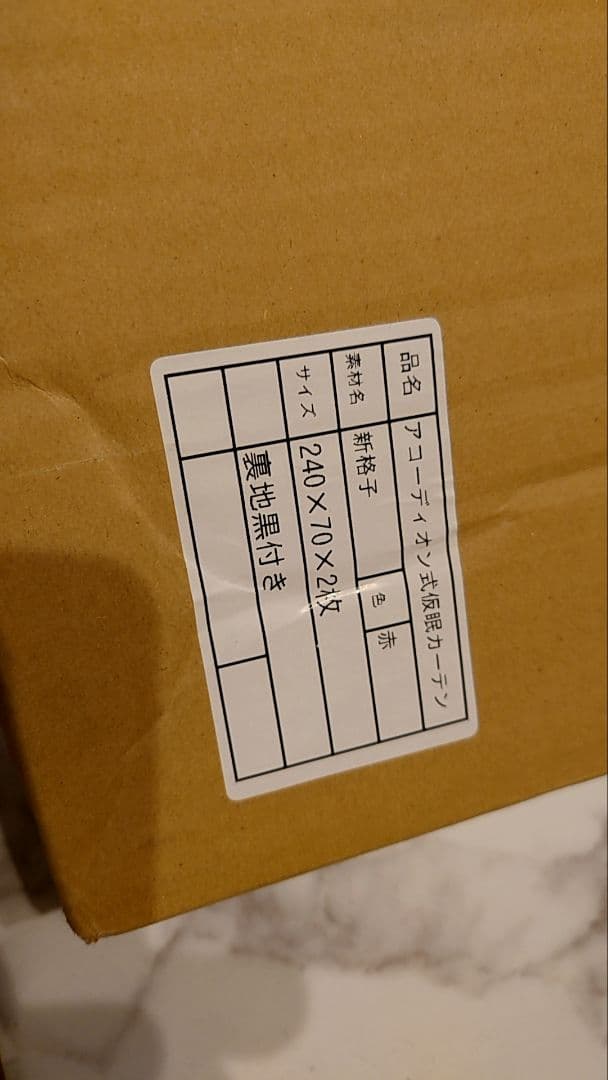 品名 アコーディオン式仮眠カーテン
素材名 新格子 色 赤
サイズ 240×70×2枚
裏地黒付き